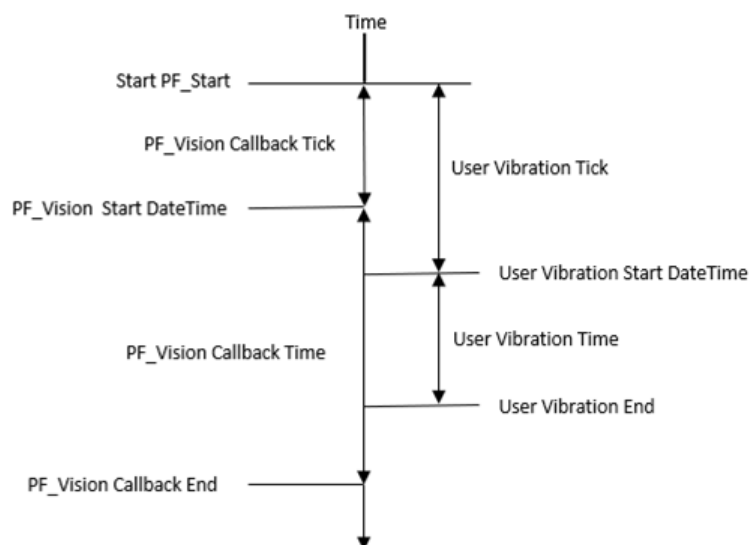 Time
Start PF_Start
PF_Vision Callback Tick
User Vibration Tick
PF_Vision  Start DateTime
User Vibration Start DateTime
User Vibration Time
PF_Vision Callback Time
User Vibration End
PF_Vision Callback End